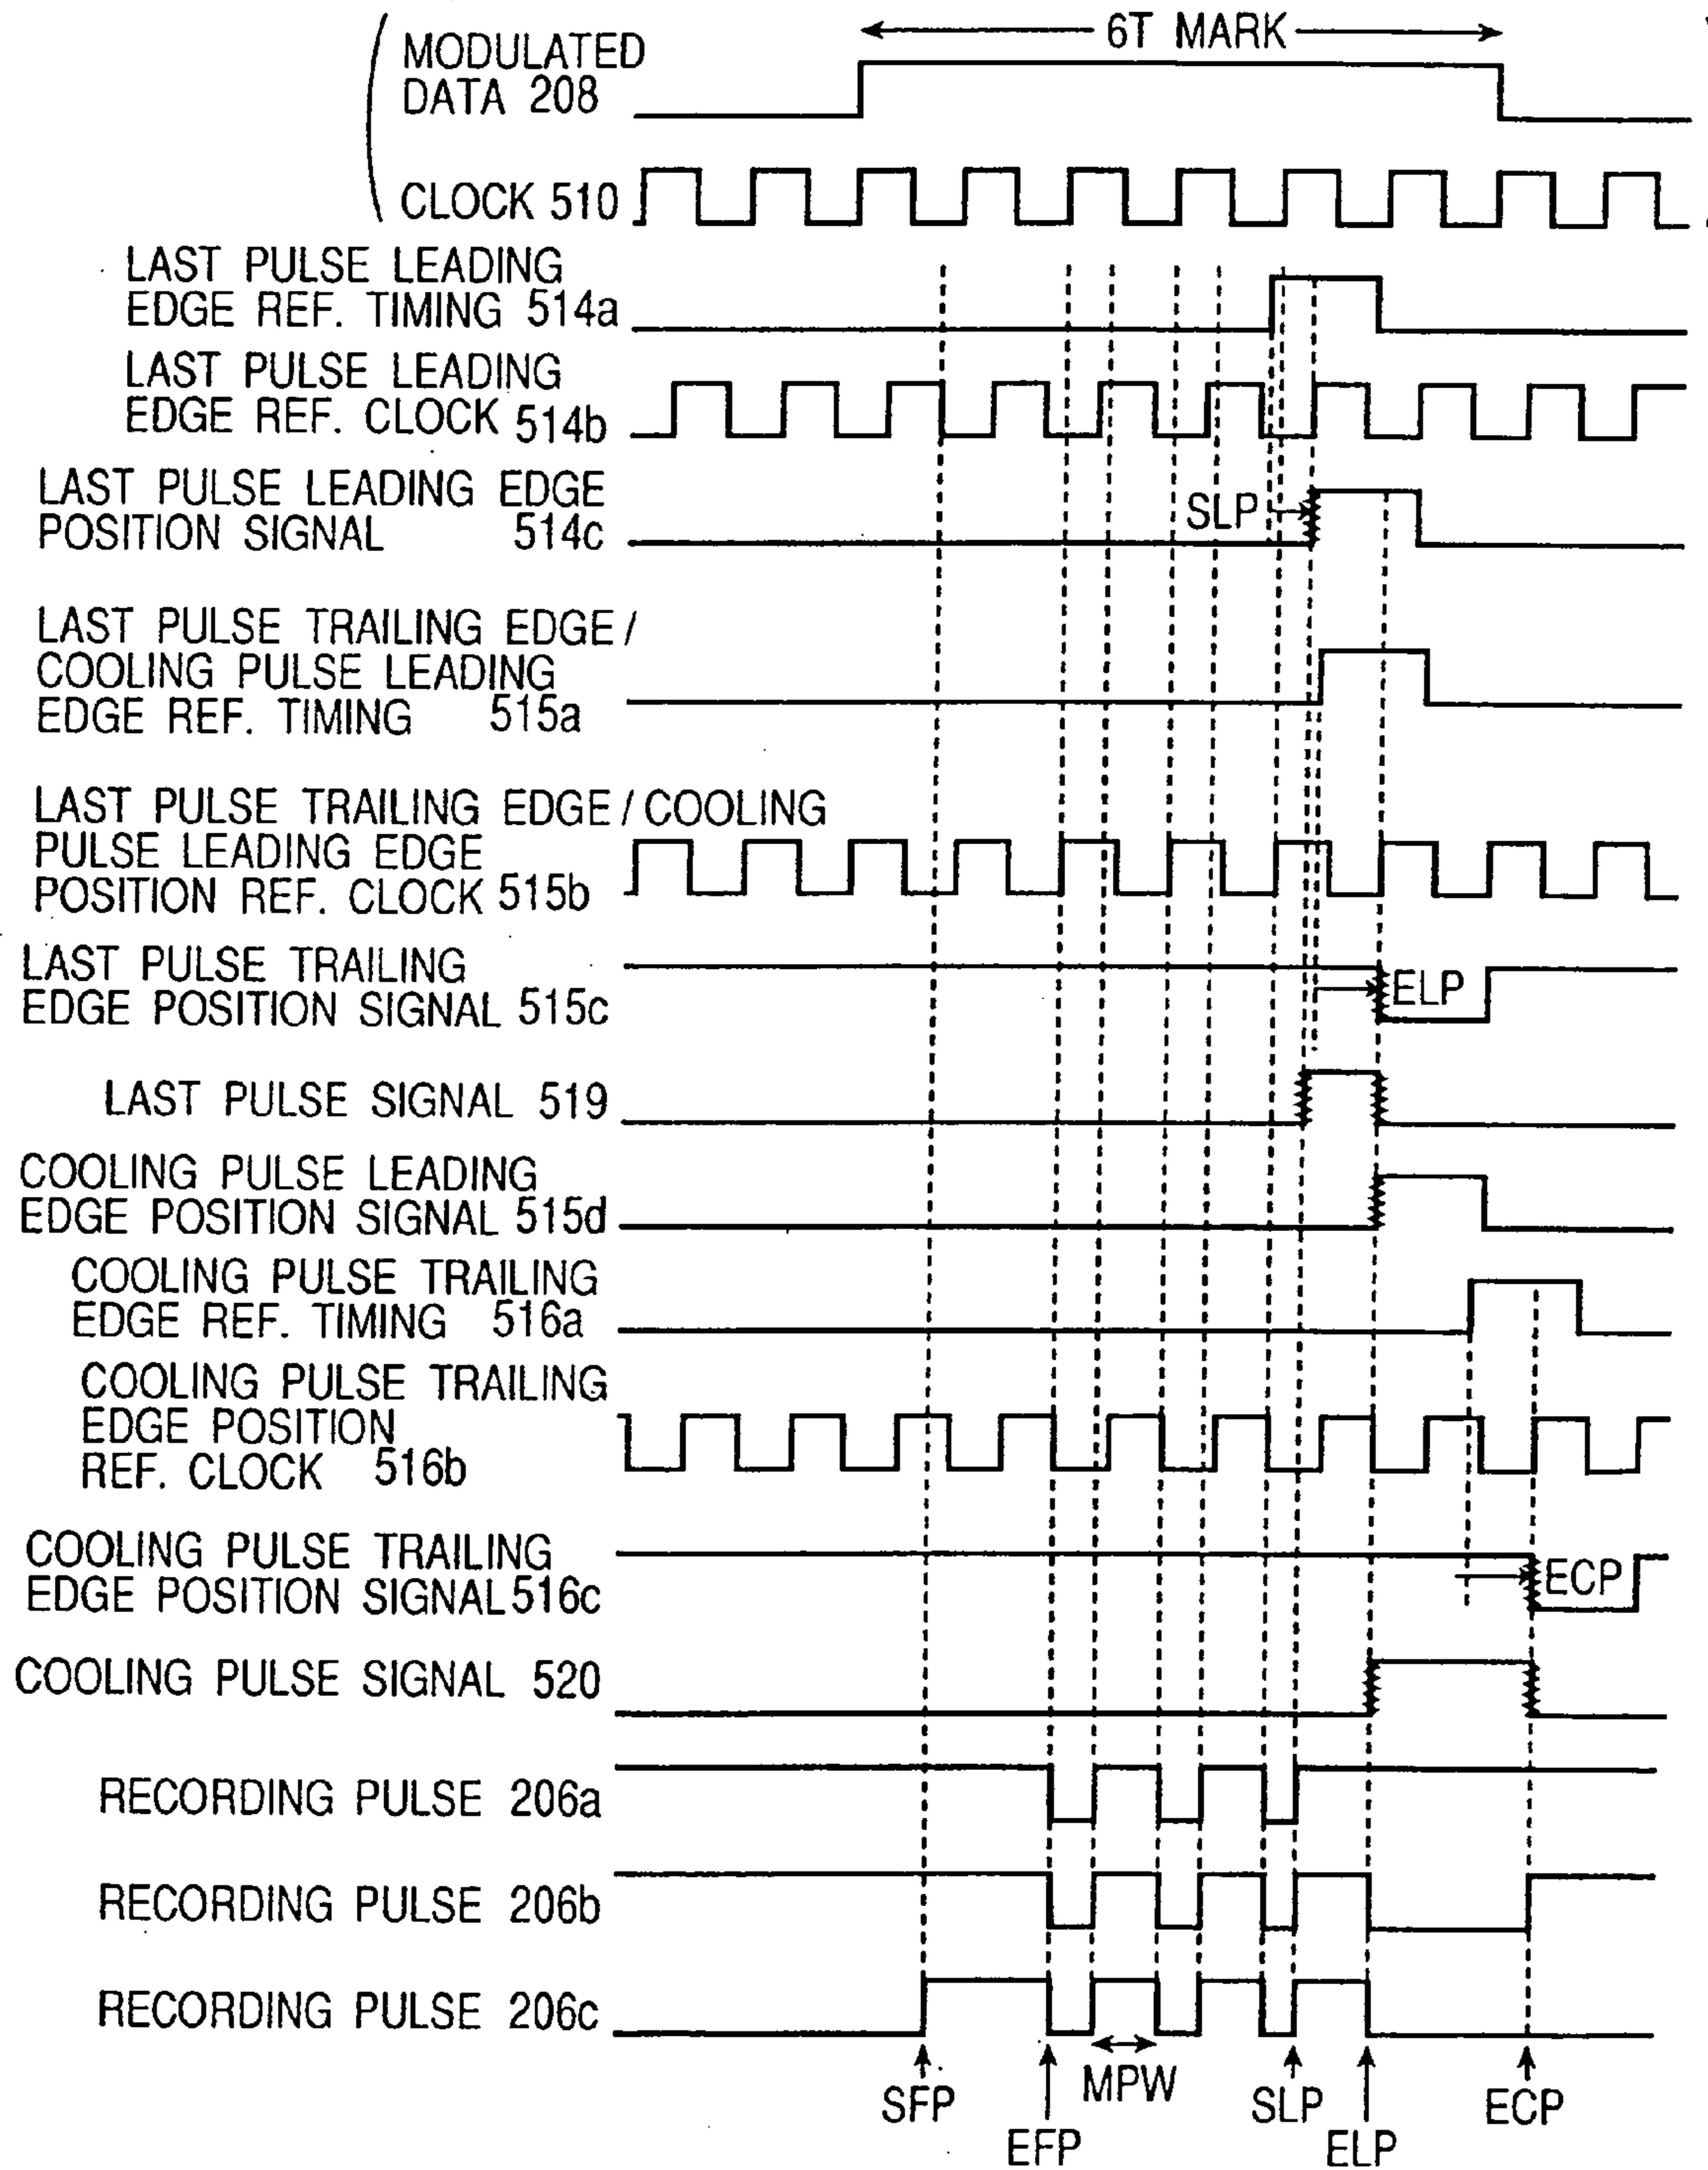 6T MARK
MODULATED
DATA 208
CLOCK 510
LAST PULSE LEADING
EDGE REF. TIMING 514a
LAST PULSE LEADING
EDGE REF. CLOCK 514b
LAST PULSE LEADING EDGE
POSITION SIGNAL 514c
SLP
LAST PULSE TRAILING EDGE/
COOLING PULSE LEADING
EDGE REF. TIMING 515a
LAST PULSE TRAILING EDGE/COOLING
PULSE LEADING EDGE
POSITION REF. CLOCK 515b
LAST PULSE TRAILING
EDGE POSITION SIGNAL 515c
ELP
LAST PULSE SIGNAL 519
COOLING PULSE LEADING
EDGE POSITION SIGNAL 515d
COOLING PULSE TRAILING
EDGE REF. TIMING 516a
COOLING PULSE TRAILING
EDGE POSITION
REF. CLOCK 516b
COOLING PULSE TRAILING
EDGE POSITION SIGNAL 516c
ECP
COOLING PULSE SIGNAL 520
RECORDING PULSE 206a
RECORDING PULSE 206b
RECORDING PULSE 206c
SFP
EFP
MPW
SLP
ELP
ECP